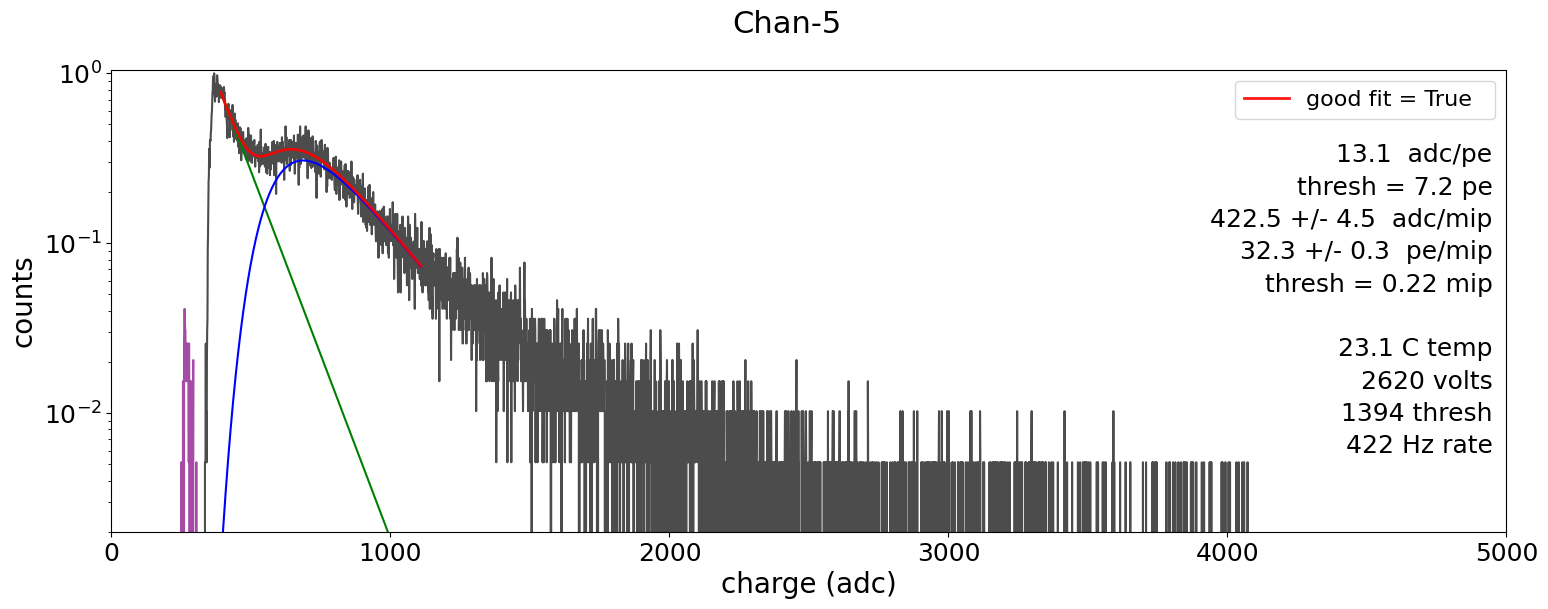 Chan-5
counts
10⁰
10⁻¹
10⁻²
good fit = True
13.1  adc/pe
thresh = 7.2 pe
422.5 +/- 4.5  adc/mip
32.3 +/- 0.3  pe/mip
thresh = 0.22 mip
23.1 C temp
2620 volts
1394 thresh
422 Hz rate
0 1000 2000 3000 4000 5000
charge (adc)